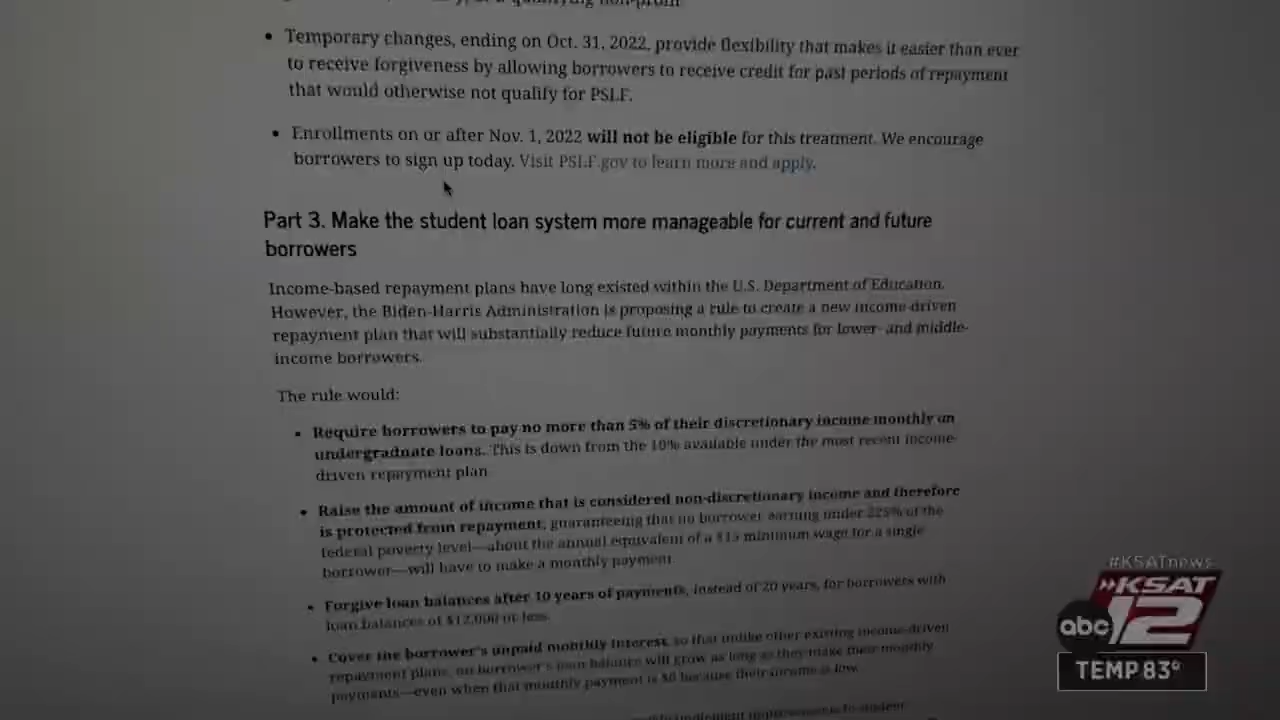 • Temporary changes, ending on Oct. 31, 2022, provide flexibility that makes it easier than ever
to receive forgiveness by allowing borrowers to receive credit for past periods of repayment
that would otherwise not qualify for PSLF.
• Enrollments on or after Nov. 1, 2022 will not be eligible for this treatment. We encourage
borrowers to sign up today. Visit PSLF.gov to learn more and apply.
Part 3. Make the student loan system more manageable for current and future
borrowers
Income-based repayment plans have long existed within the U.S. Department of Education.
However, the Biden-Harris Administration is proposing a rule to create a new income-driven
repayment plan that will substantially reduce future monthly payments for lower- and middle-
income borrowers.
The rule would:
• Require borrowers to pay no more than 5% of their discretionary income monthly on
undergraduate loans. This is down from the 10% available under the most recent income-
driven repayment plan.
• Raise the amount of income that is considered non-discretionary income and therefore
is protected from repayment, guaranteeing that no borrower earning under 225% of the
federal poverty level—about the annual equivalent of a $15 minimum wage for a single
borrower—will have to make a monthly payment.
• Forgive loan balances after 10 years of payments, instead of 20 years, for borrowers with
loan balances of $12,000 or less.
• Cover the borrower's unpaid monthly interest, so that unlike other existing income-driven
repayment plans, no borrower's loan balance will grow as long as they make their monthly
payments—even when that monthly payment is $0 because their income is low.
#KSATnews
KSAT
abc 12
TEMP 83°